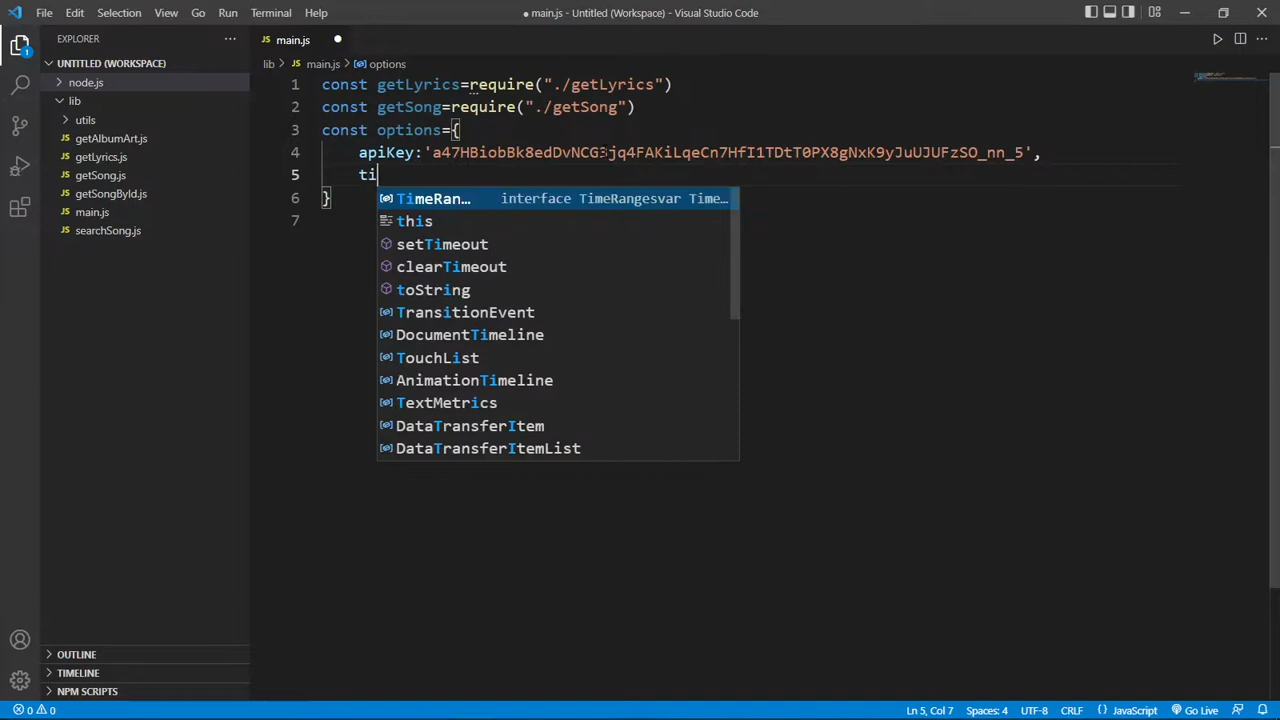 File Edit Selection View Go Run Terminal Help
● main.js - Untitled (Workspace) - Visual Studio Code
EXPLORER
1
UNTITLED (WORKSPACE)
node.js
lib
utils
getAlbumArt.js
getLyrics.js
getSong.js
getSongById.js
main.js
searchSong.js
OUTLINE
TIMELINE
NPM SCRIPTS
main.js ●
lib > main.js > options
1 const getLyrics=require("./getLyrics")
2 const getSong=require("./getSong")
3 const options={
4 apiKey:'a47HBiobBk8edDvNCG3jq4FAKiLqeCn7HfI1TDtT0PX8gNxK9yJuUJUFzSO_nn_5',
5 ti
6 }
7
TimeRan… interface TimeRangesvar Time…
this
setTimeout
clearTimeout
toString
TransitionEvent
DocumentTimeline
TouchList
AnimationTimeline
TextMetrics
DataTransferItem
DataTransferItemList
0 0 Ln 5, Col 7 Spaces: 4 UTF-8 CRLF {} JavaScript Go Live